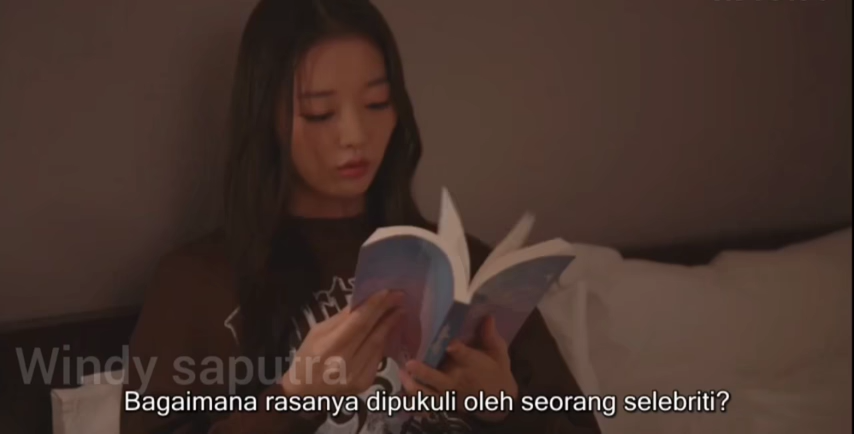 Windy saputra
Bagaimana rasanya dipukuli oleh seorang selebriti?